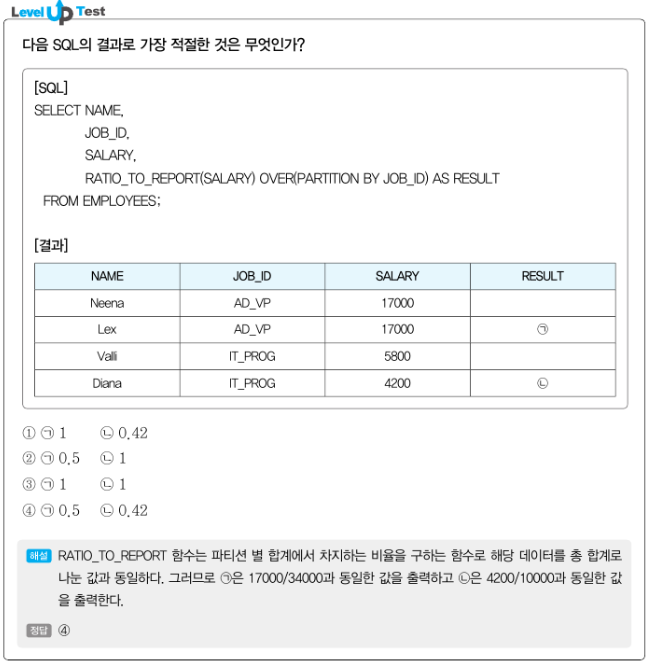 Level Up Test
다음 SQL의 결과로 가장 적절한 것은 무엇인가?
[SQL]
SELECT NAME,
JOB_ID,
SALARY,
RATIO_TO_REPORT(SALARY) OVER(PARTITION BY JOB_ID) AS RESULT
FROM EMPLOYEES;
[결과]
NAME JOB_ID SALARY RESULT
Neena AD_VP 17000
Lex AD_VP 17000 ㉠
Valli IT_PROG 5800
Diana IT_PROG 4200 ㉡
① ㉠ 1 ㉡ 0.42
② ㉠ 0.5 ㉡ 1
③ ㉠ 1 ㉡ 1
④ ㉠ 0.5 ㉡ 0.42
해설 RATIO_TO_REPORT 함수는 파티션 별 합계에서 차지하는 비율을 구하는 함수로 해당 데이터를 총 합계로
나눈 값과 동일하다. 그러므로 ㉠은 17000/34000과 동일한 값을 출력하고 ㉡은 4200/10000과 동일한 값
을 출력한다.
정답 ④